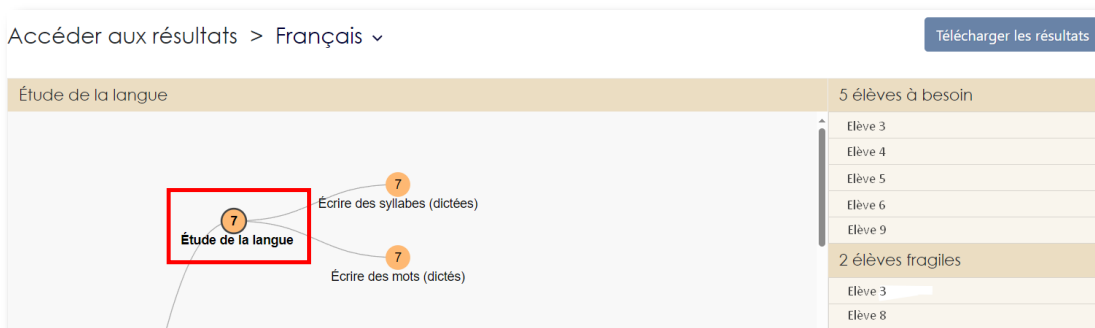 Accéder aux résultats > Français
Télécharger les résultats
Étude de la langue
7
Écrire des syllabes (dictées)
7
Étude de la langue
7
Écrire des mots (dictés)
5 élèves à besoin
Elève 3
Elève 4
Elève 5
Elève 6
Elève 9
2 élèves fragiles
Elève 3
Elève 8